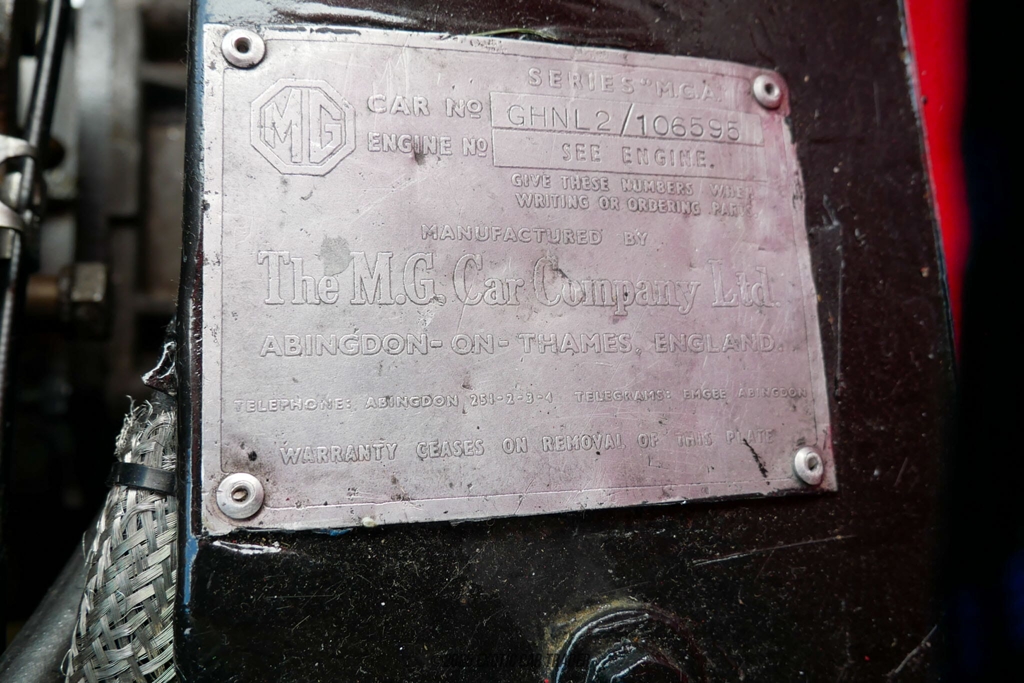 SERIES "MGA"
MG
CAR Nº GHNL2/106595
ENGINE Nº SEE ENGINE.
GIVE THESE NUMBERS WHEN
WRITING OR ORDERING PARTS
MANUFACTURED BY
The M.G. Car Company Ltd.
ABINGDON-ON-THAMES, ENGLAND.
TELEPHONE: ABINGDON 251-2-3-4 TELEGRAMS: EMGEE ABINGDON
WARRANTY CEASES ON REMOVAL OF THIS PLATE